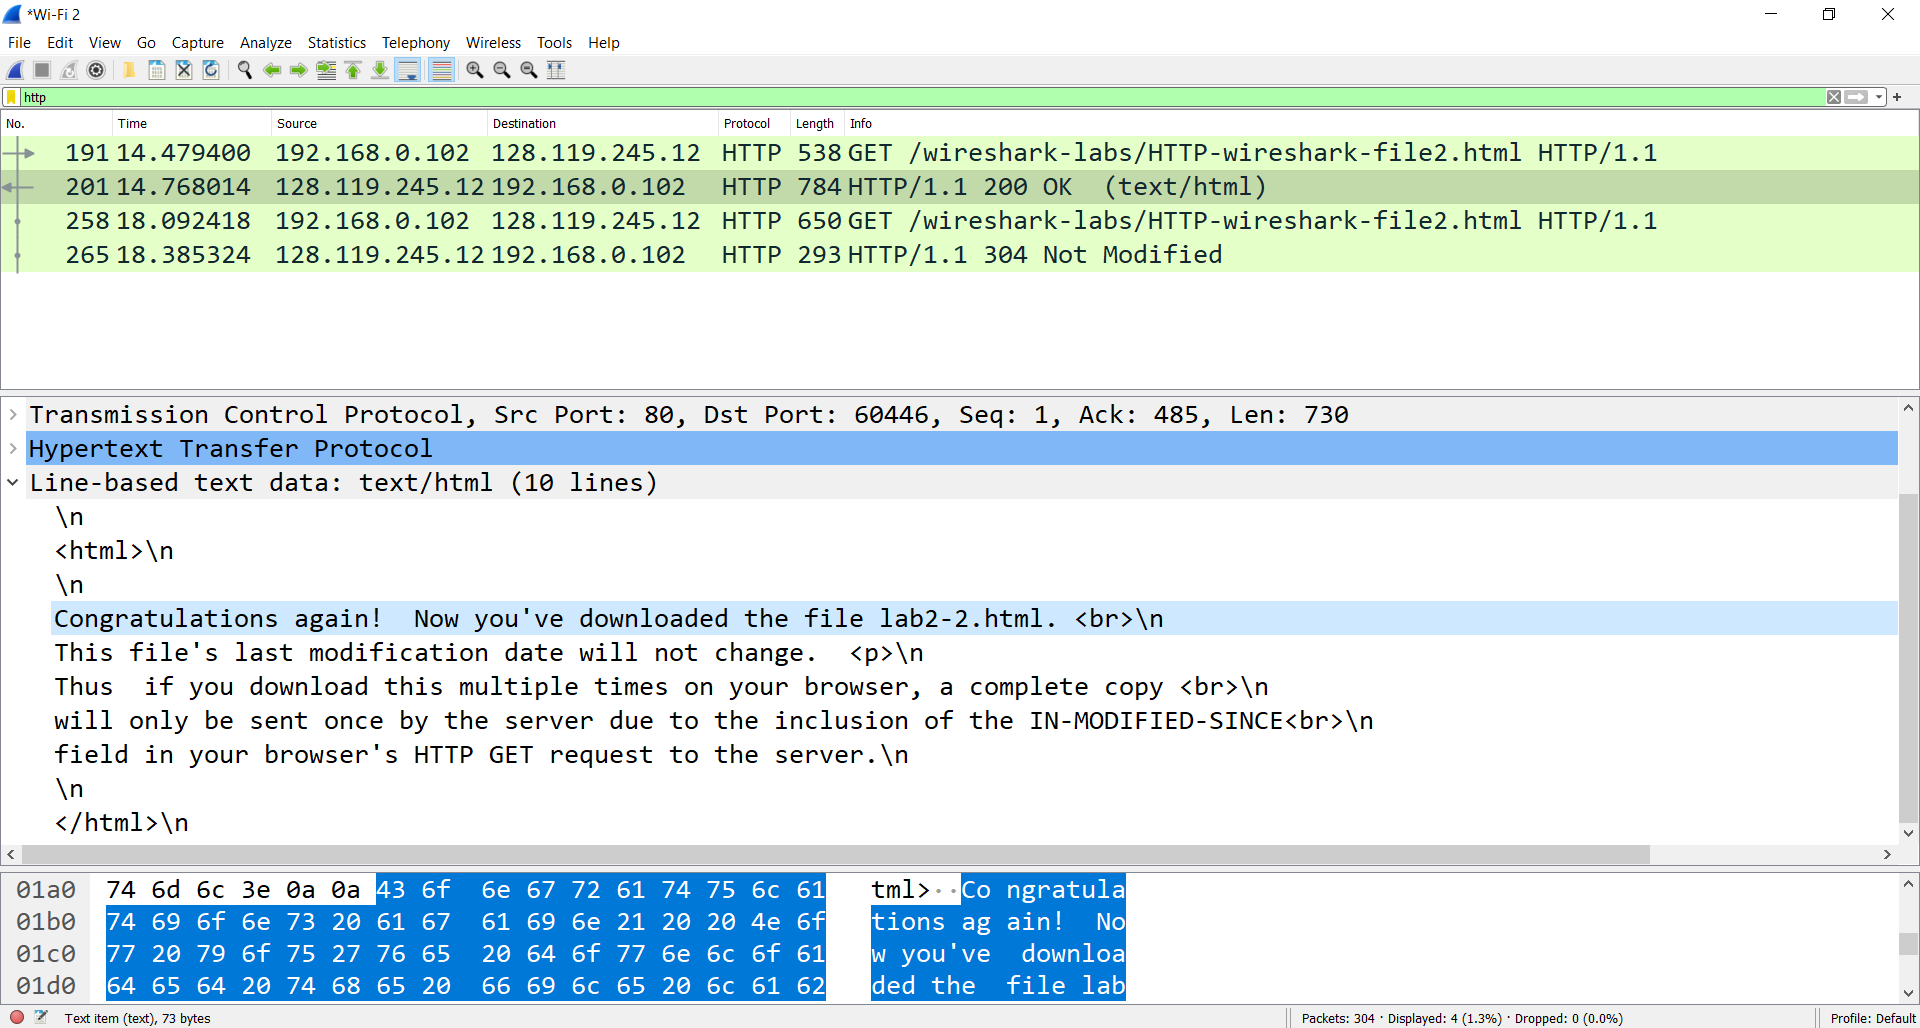 *Wi-Fi 2
File Edit View Go Capture Analyze Statistics Telephony Wireless Tools Help
http
No. Time Source Destination Protocol Length Info
191 14.479400 192.168.0.102 128.119.245.12 HTTP 538 GET /wireshark-labs/HTTP-wireshark-file2.html HTTP/1.1
201 14.768014 128.119.245.12 192.168.0.102 HTTP 784 HTTP/1.1 200 OK (text/html)
258 18.092418 192.168.0.102 128.119.245.12 HTTP 650 GET /wireshark-labs/HTTP-wireshark-file2.html HTTP/1.1
265 18.385324 128.119.245.12 192.168.0.102 HTTP 293 HTTP/1.1 304 Not Modified
Transmission Control Protocol, Src Port: 80, Dst Port: 60446, Seq: 1, Ack: 485, Len: 730
Hypertext Transfer Protocol
Line-based text data: text/html (10 lines)
\n
<html>\n
\n
Congratulations again!  Now you've downloaded the file lab2-2.html. <br>\n
This file's last modification date will not change.  <p>\n
Thus  if you download this multiple times on your browser, a complete copy <br>\n
will only be sent once by the server due to the inclusion of the IN-MODIFIED-SINCE<br>\n
field in your browser's HTTP GET request to the server.\n
\n
</html>\n
01a0 74 6d 6c 3e 0a 0a 43 6f 6e 67 72 61 74 75 6c 61 tml>··Co ngratula
01b0 74 69 6f 6e 73 20 61 67 61 69 6e 21 20 20 4e 6f tions ag ain!  No
01c0 77 20 79 6f 75 27 76 65 20 64 6f 77 6e 6c 6f 61 w you've  downloa
01d0 64 65 64 20 74 68 65 20 66 69 6c 65 20 6c 61 62 ded the  file lab
Text item (text), 73 bytes Packets: 304 · Displayed: 4 (1.3%) · Dropped: 0 (0.0%) Profile: Default